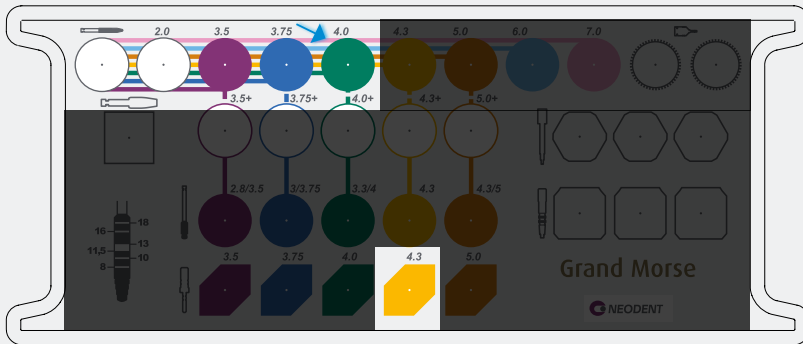 2.0 3.5 3.75 4.0 4.3 5.0 6.0 7.0
3.5+ 3.75+ 4.0+ 4.3+ 5.0+
2.8/3.5 3/3.75 3.3/4 4.3 4.3/5
18
16
13
11,5
10
8
3.5 3.75 4.0 4.3 5.0
Grand Morse
NEODENT